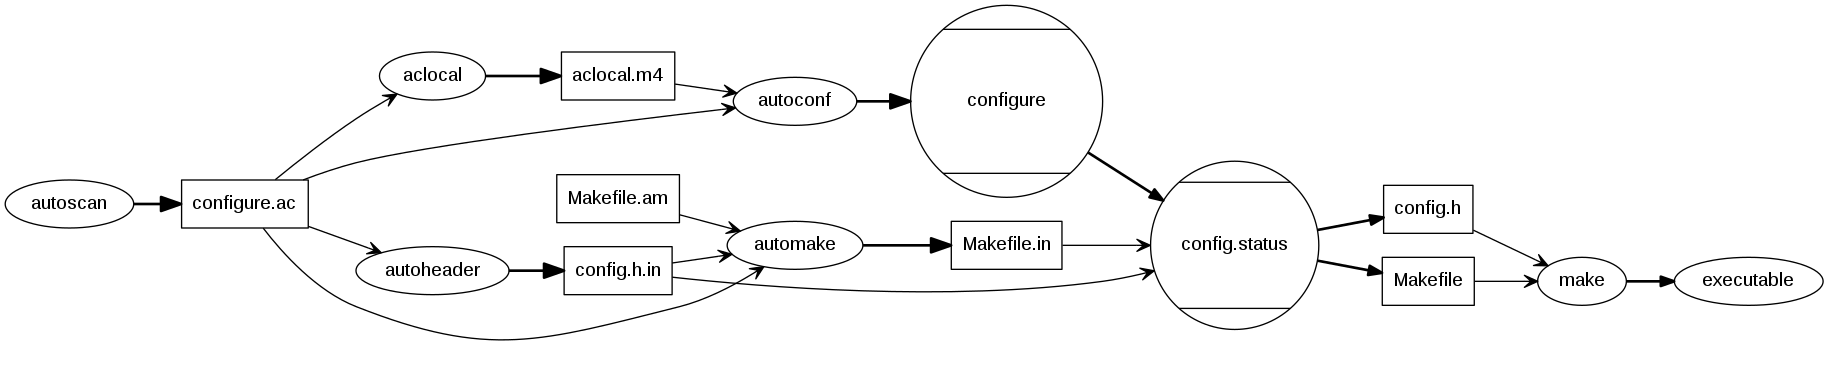 autoscan
configure.ac
aclocal
aclocal.m4
autoconf
configure
Makefile.am
autoheader
config.h.in
automake
Makefile.in
config.status
config.h
Makefile
make
executable